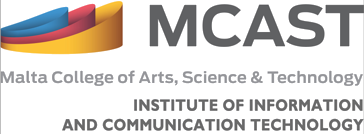 MCAST
Malta College of Arts, Science & Technology
INSTITUTE OF INFORMATION
AND COMMUNICATION TECHNOLOGY